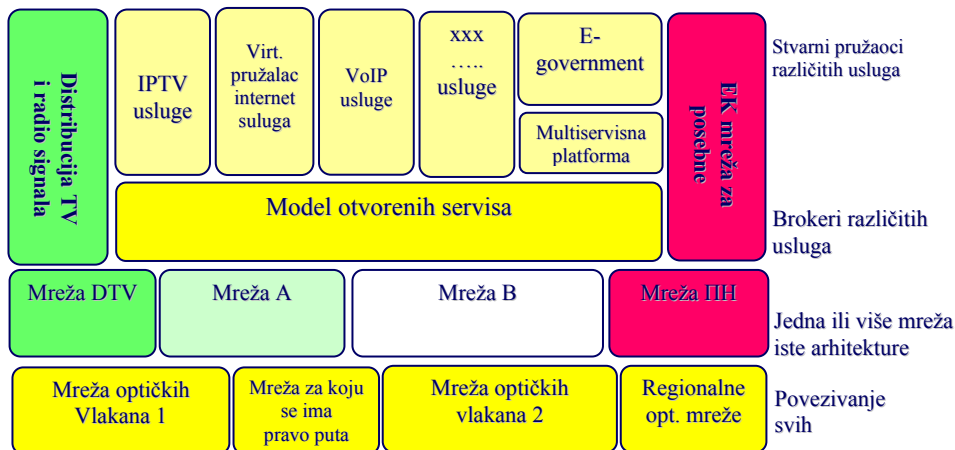 Distribucija TV
i radio signala
IPTV
usluge
Virt.
pružalac
internet
suluga
VoIP
usluge
xxx
…..
usluge
E-
government
Multiservisna
platforma
EK mreža za
posebne
Stvarni pružaoci
različitih usluga
Model otvorenih servisa
Brokeri različitih
usluga
Mreža DTV
Mreža A
Mreža B
Mreža ПН
Jedna ili više mreža
iste arhitekture
Mreža optičkih
Vlakana 1
Mreža za koju
se ima
pravo puta
Mreža optičkih
vlakana 2
Regionalne
opt. mreže
Povezivanje
svih